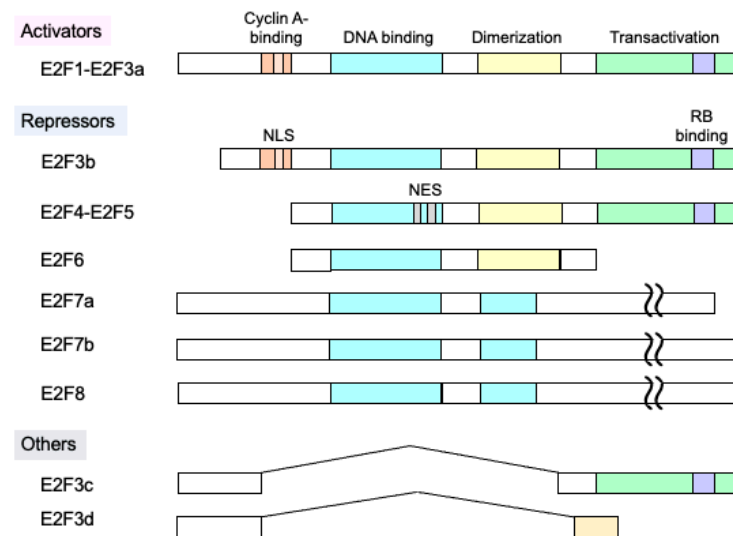 Activators
Cyclin A-
binding
DNA binding
Dimerization
Transactivation
E2F1-E2F3a
Repressors
NLS
RB
binding
E2F3b
NES
E2F4-E2F5
E2F6
E2F7a
E2F7b
E2F8
Others
E2F3c
E2F3d